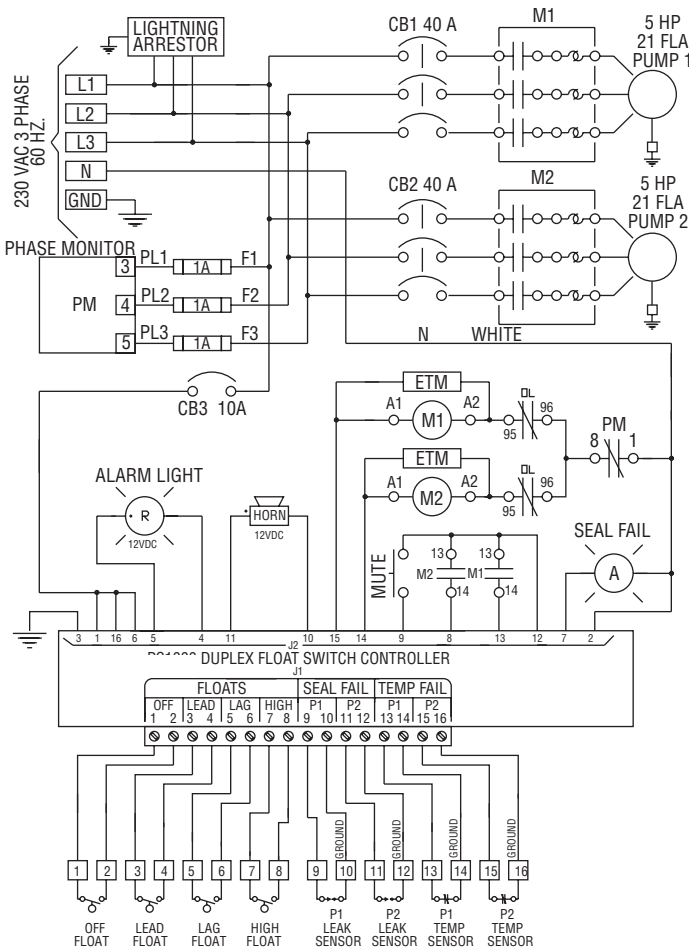 LIGHTNING
ARRESTOR
CB1 40 A
M1
5 HP
21 FLA
PUMP 1
230 VAC 3 PHASE
60 HZ.
L1
L2
L3
N
GND
CB2 40 A
M2
5 HP
21 FLA
PUMP 2
PHASE MONITOR
PM
3 PL1 1A F1
4 PL2 1A F2
5 PL3 1A F3
N WHITE
CB3 10A
ETM
A1 M1 A2
OL
95 96
PM
8 1
ETM
A1 M2 A2
OL
95 96
ALARM LIGHT
R
12VDC
HORN
12VDC
MUTE
13 13
M2 M1
14 14
SEAL FAIL
A
3 1 16 6 5 4 11 10 15 14 9 8 13 12 7 2
J2
DUPLEX FLOAT SWITCH CONTROLLER
J1
FLOATS SEAL FAIL TEMP FAIL
OFF LEAD LAG HIGH P1 P2 P1 P2
1 2 3 4 5 6 7 8 9 10 11 12 13 14 15 16
GROUND GROUND GROUND GROUND
1 2 3 4 5 6 7 8 9 10 11 12 13 14 15 16
OFF
FLOAT
LEAD
FLOAT
LAG
FLOAT
HIGH
FLOAT
P1
LEAK
SENSOR
P2
LEAK
SENSOR
P1
TEMP
SENSOR
P2
TEMP
SENSOR